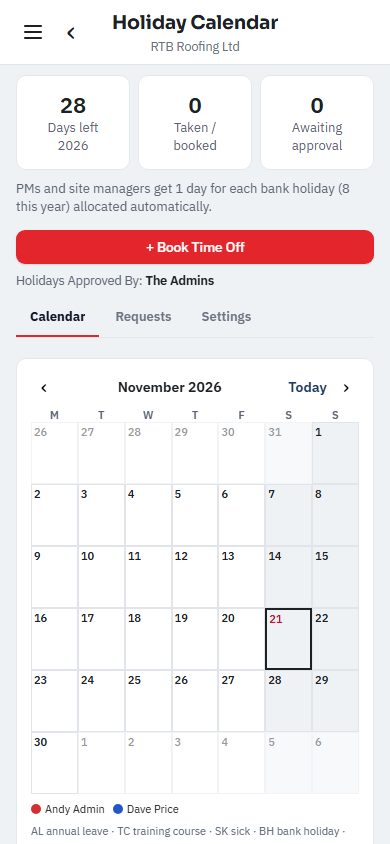 Holiday Calendar
RTB Roofing Ltd
28
Days left
2026
0
Taken /
booked
0
Awaiting
approval
PMs and site managers get 1 day for each bank holiday (8
this year) allocated automatically.
+ Book Time Off
Holidays Approved By: The Admins
Calendar Requests Settings
‹ November 2026 Today ›
M T W T F S S
26 27 28 29 30 31 1
2 3 4 5 6 7 8
9 10 11 12 13 14 15
16 17 18 19 20 21 22
23 24 25 26 27 28 29
30 1 2 3 4 5 6
Andy Admin Dave Price
AL annual leave · TC training course · SK sick · BH bank holiday ·